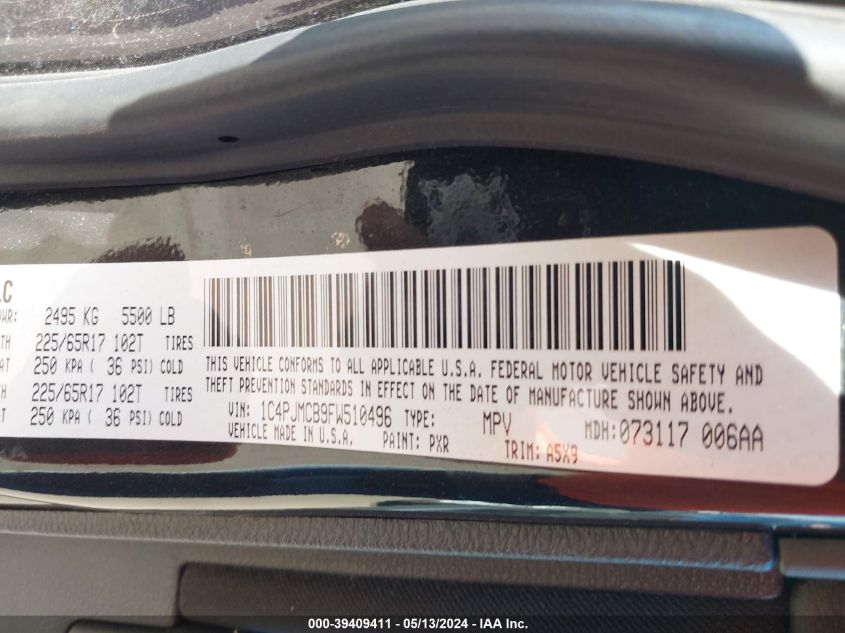 LC
2495 KG 5500 LB
225/65R17 102T TIRES
250 KPA ( 36 PSI) COLD
225/65R17 102T TIRES
250 KPA ( 36 PSI) COLD
THIS VEHICLE CONFORMS TO ALL APPLICABLE U.S.A. FEDERAL MOTOR VEHICLE SAFETY AND
THEFT PREVENTION STANDARDS IN EFFECT ON THE DATE OF MANUFACTURE SHOWN ABOVE.
VIN: 1C4PJMCB9FW510496 TYPE: MPV MDH: 073117 006AA
VEHICLE MADE IN U.S.A. PAINT: PXR TRIM: A5X9
000-39409411 - 05/13/2024 - IAA Inc.